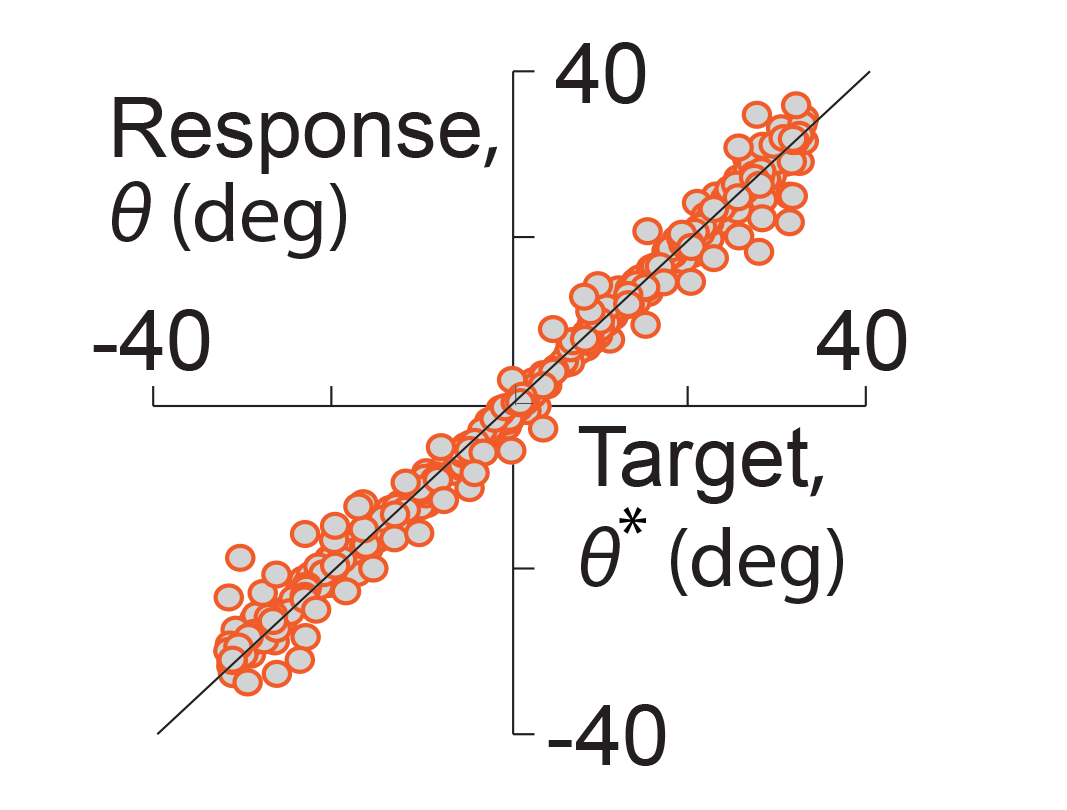 40
Response,
θ (deg)
-40
40
Target,
θ* (deg)
-40